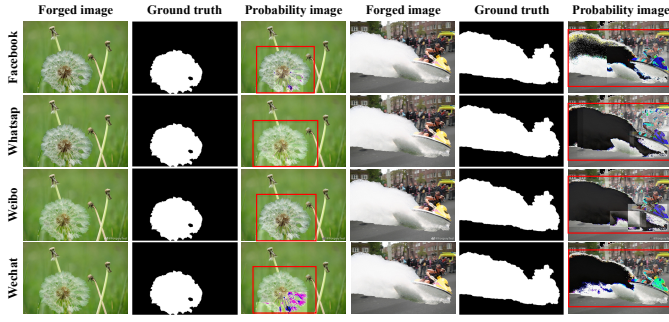 Forged image Ground truth Probability image Forged image Ground truth Probability image
Facebook
Whatsap
Weibo
Wechat